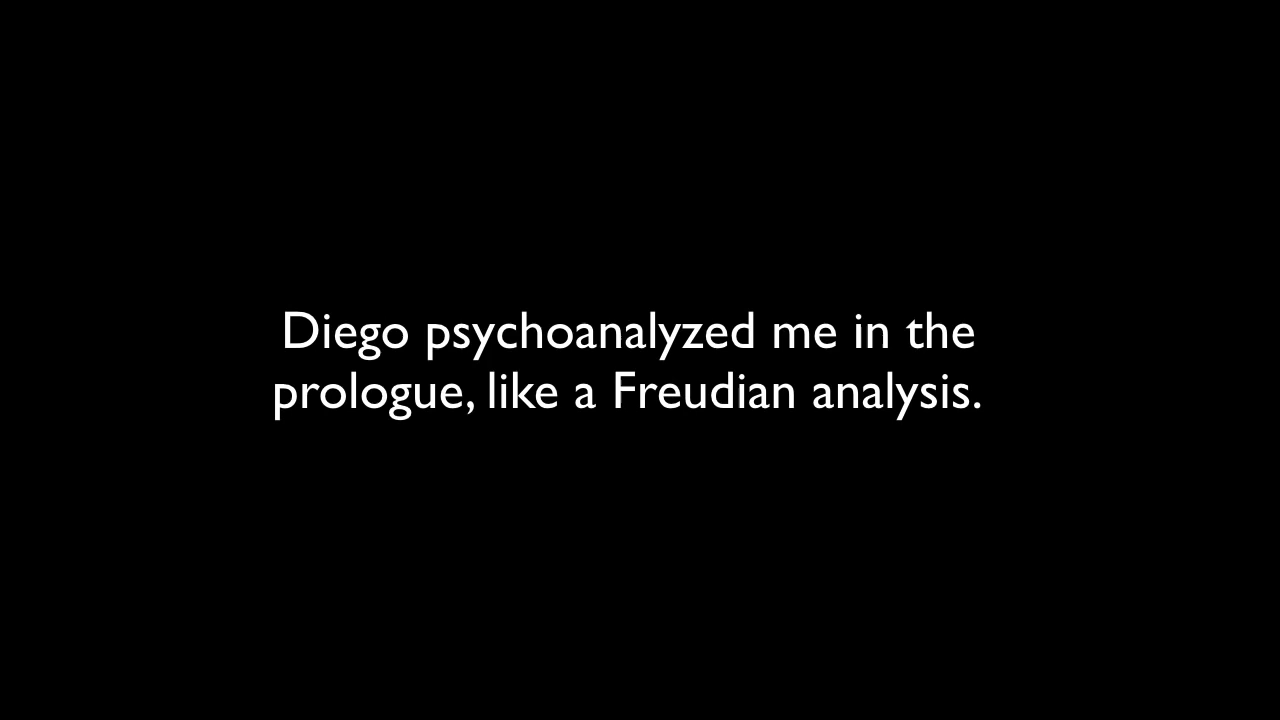 Diego psychoanalyzed me in the
prologue, like a Freudian analysis.